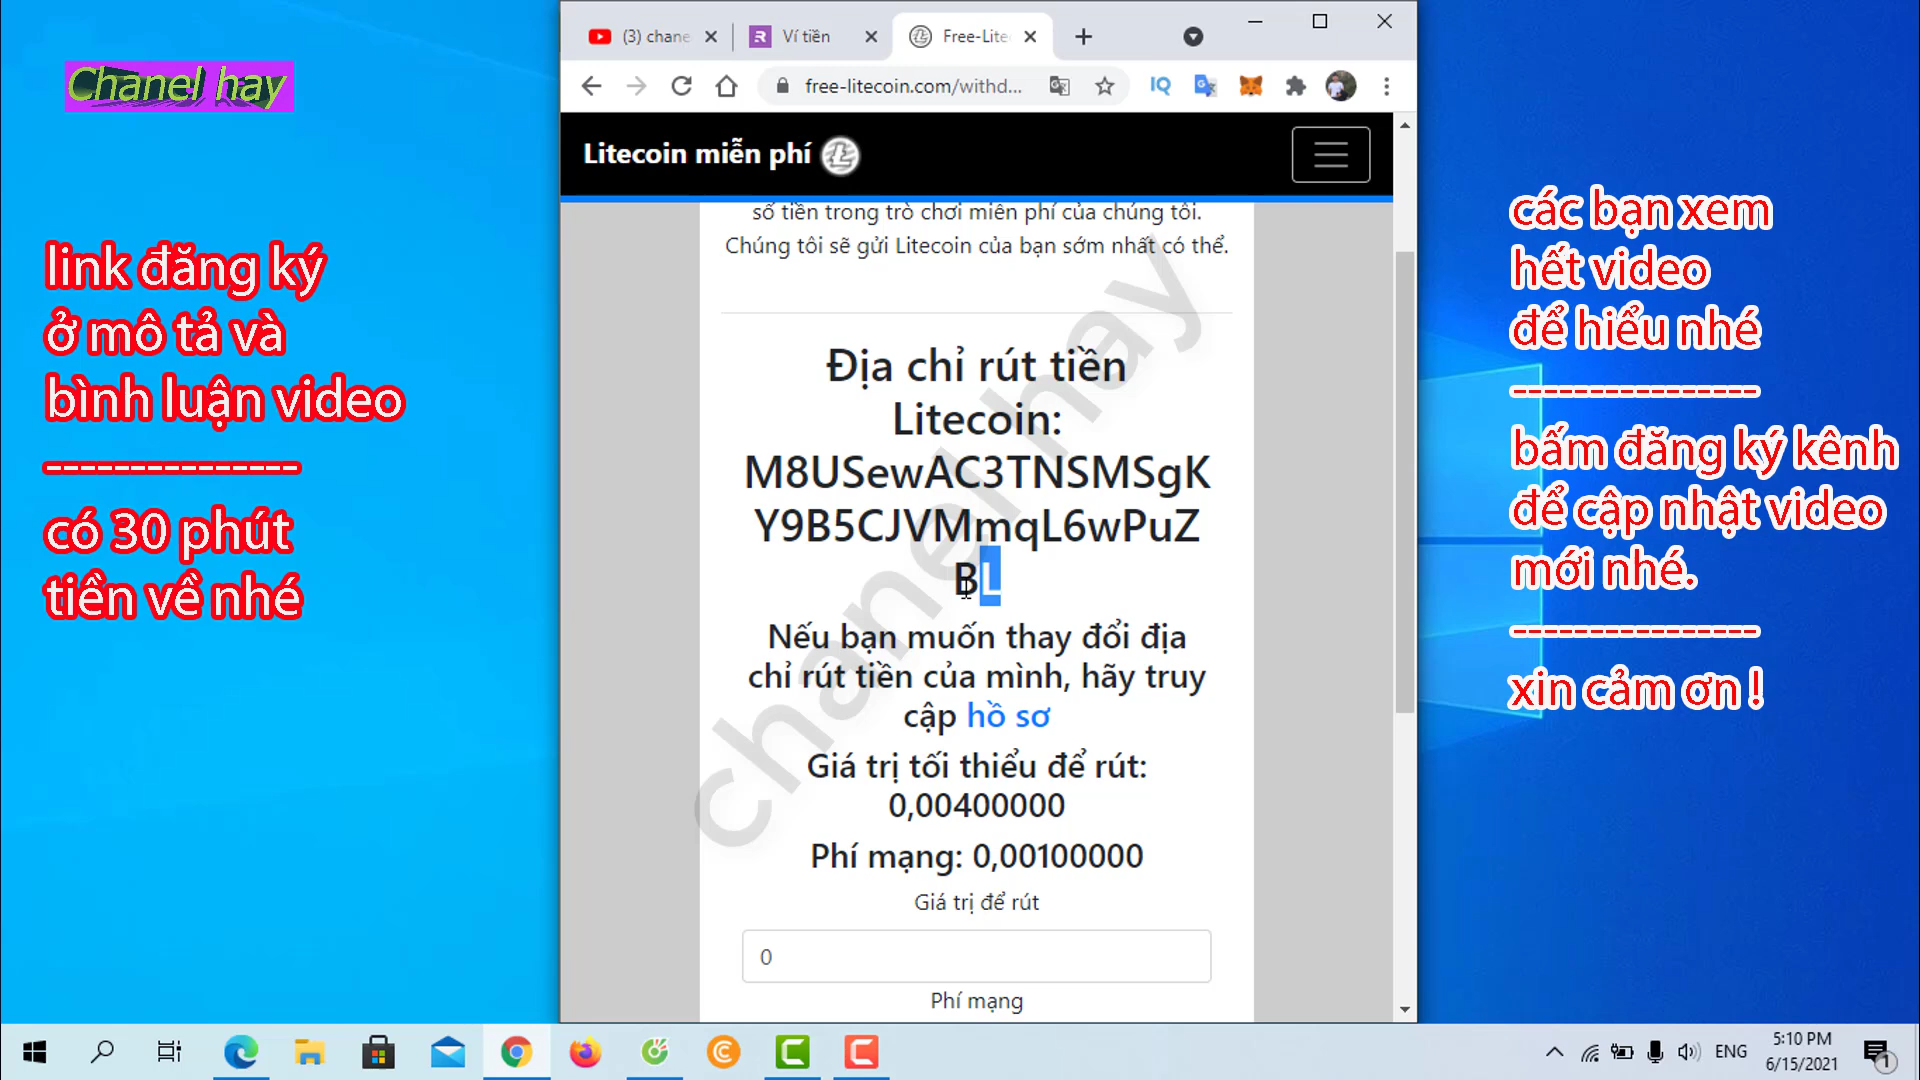 (3) chane
Ví tiền
Free-Lite
free-litecoin.com/withd...
IQ
Chanel hay
Litecoin miễn phí
số tiền trong trò chơi miễn phí của chúng tôi.
Chúng tôi sẽ gửi Litecoin của bạn sớm nhất có thể.
Địa chỉ rút tiền
Litecoin:
M8USewAC3TNSMSgK
Y9B5CJVMmqL6wPuZ
BL
Nếu bạn muốn thay đổi địa
chỉ rút tiền của mình, hãy truy
cập hồ sơ
Giá trị tối thiểu để rút:
0,00400000
Phí mạng: 0,00100000
Giá trị để rút
0
Phí mạng
chanel hay
link đăng ký
ở mô tả và
bình luận video
---------------
có 30 phút
tiền về nhé
các bạn xem
hết video
để hiểu nhé
----------------
bấm đăng ký kênh
để cập nhật video
mới nhé.
----------------
xin cảm ơn !
ENG
5:10 PM
6/15/2021
1